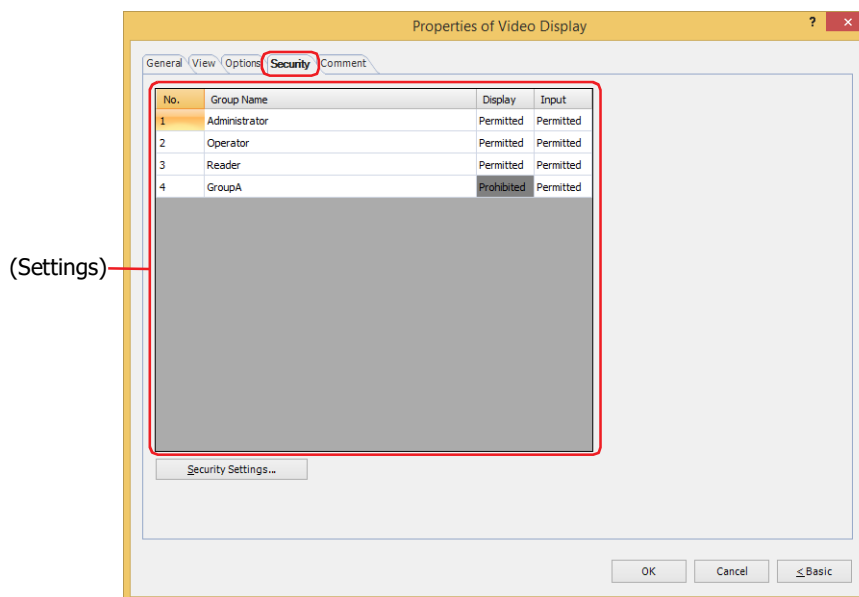 Properties of Video Display
?
×
General View Options Security Comment
No. Group Name Display Input
1 Administrator Permitted Permitted
2 Operator Permitted Permitted
3 Reader Permitted Permitted
4 GroupA Prohibited Permitted
(Settings)
Security Settings...
OK Cancel < Basic